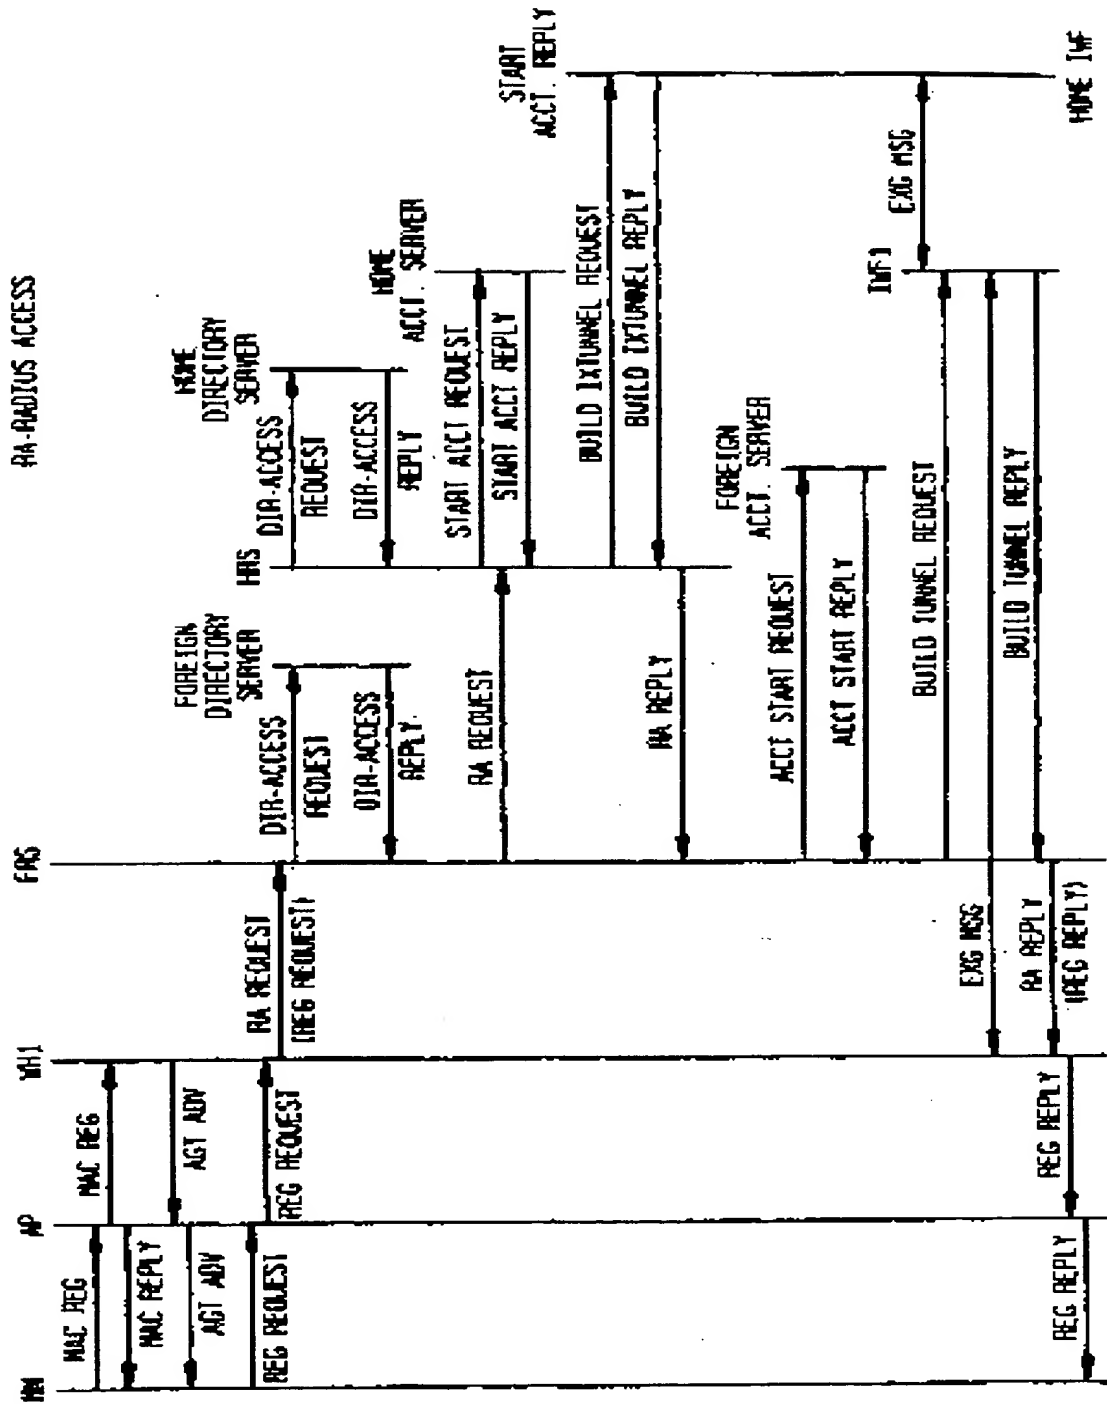 RA-RADIUS ACCESS
START
ACCT. REPLY
HOME IWF
HOME
ACCT. SERVER
IWF1
HOME
DIRECTORY
SERVER
FOREIGN
ACCT. SERVER
HRS
FOREIGN
DIRECTORY
SERVER
FRS
WH1
AP
MAC REG
MAC REPLY
AGT ADV
REG REQUEST
MAC REG
AGT ADV
REG REQUEST
RA REQUEST
(REG REQUEST)
DIR-ACCESS
REQUEST
DIR-ACCESS
REPLY
RA REQUEST
DIR-ACCESS
REQUEST
DIR-ACCESS
REPLY
START ACCT REQUEST
START ACCT REPLY
BUILD IXTUNNEL REQUEST
BUILD IXTUNNEL REPLY
RA REPLY
ACCT START REQUEST
ACCT START REPLY
BUILD TUNNEL REQUEST
EXG MSG
EXG MSG
BUILD TUNNEL REPLY
RA REPLY
(REG REPLY)
REG REPLY
REG REPLY